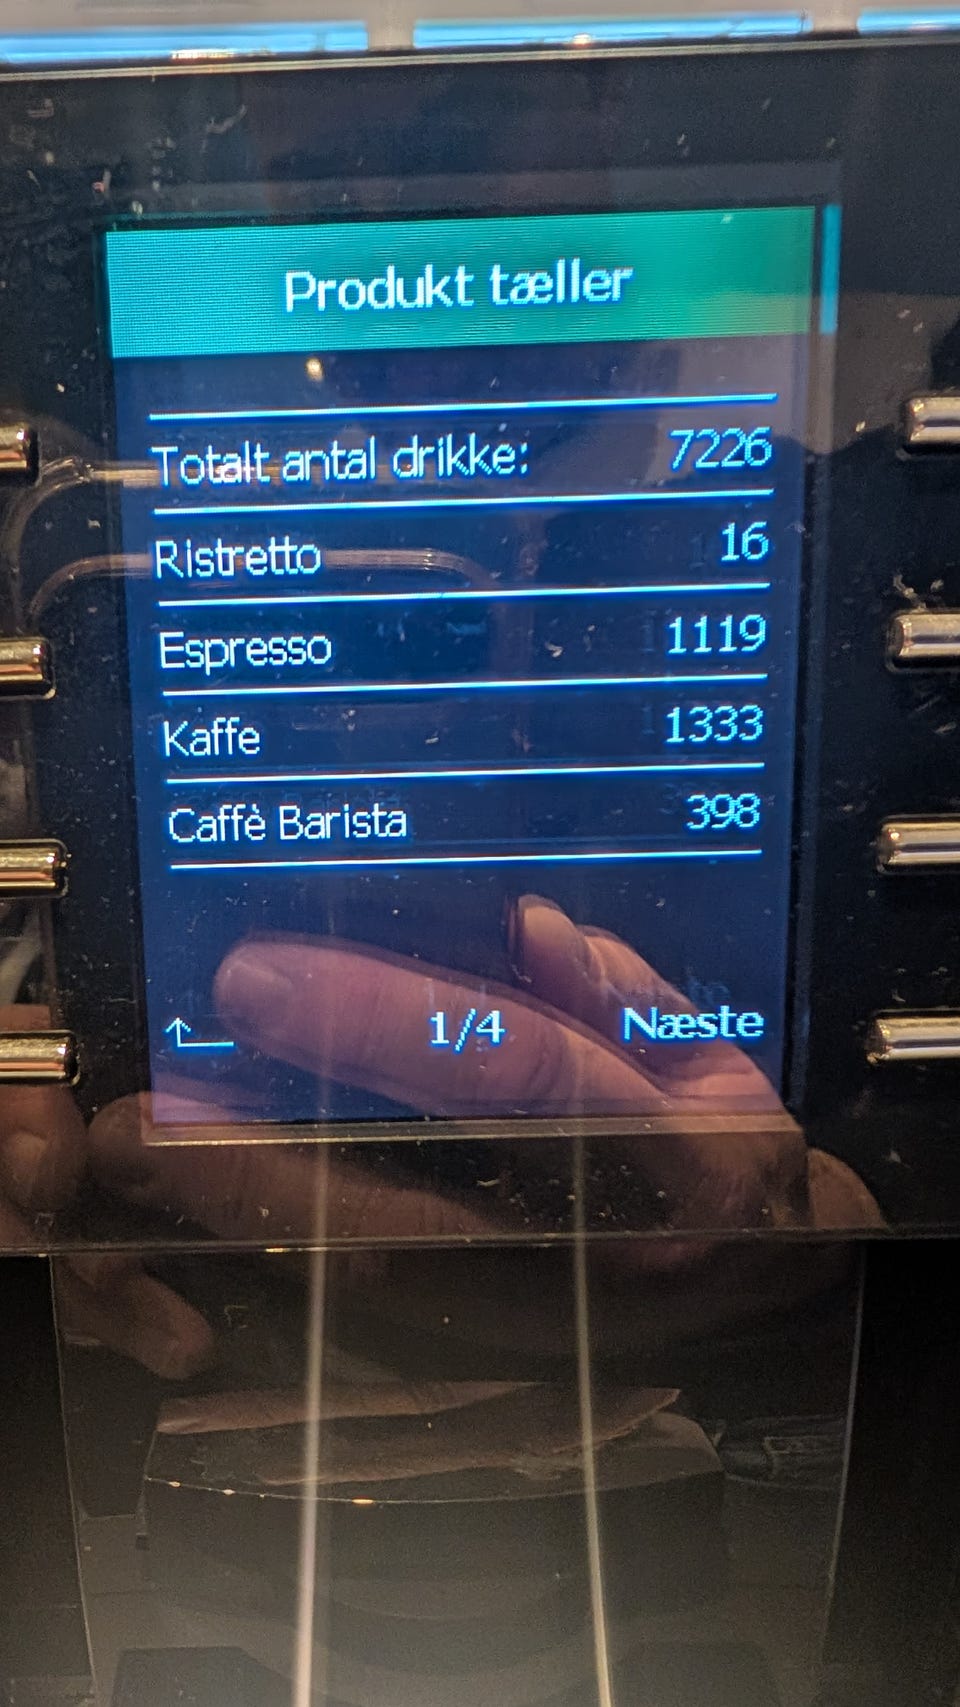 Produkt tæller
Totalt antal drikke: 7226
Ristretto 16
Espresso 1119
Kaffe 1333
Caffè Barista 398
1/4 Næste